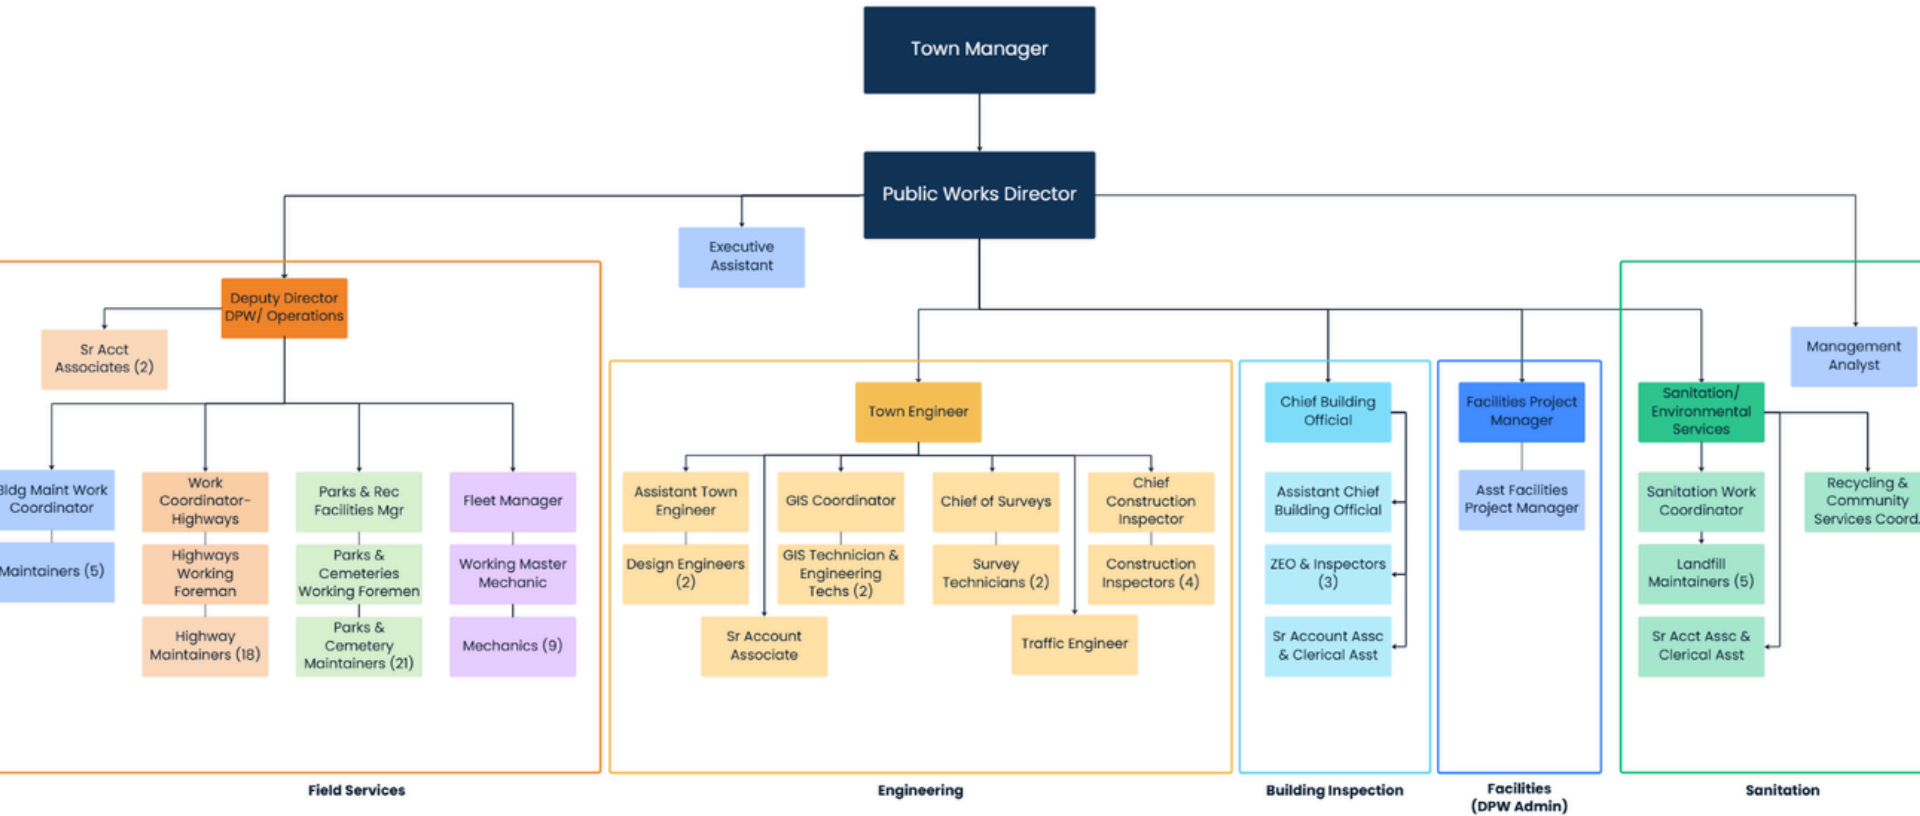 Town Manager
Public Works Director
Executive
Assistant
Deputy Director
DPW/ Operations
Sr Acct
Associates (2)
Management
Analyst
Town Engineer
Chief Building
Official
Facilities Project
Manager
Sanitation/
Environmental
Services
Bldg Maint Work
Coordinator
Work
Coordinator-
Highways
Parks & Rec
Facilities Mgr
Fleet Manager
Assistant Town
Engineer
GIS Coordinator
Chief of Surveys
Chief
Construction
Inspector
Assistant Chief
Building Official
Asst Facilities
Project Manager
Sanitation Work
Coordinator
Recycling &
Community
Services Coord.
Maintainers (5)
Highways
Working
Foreman
Parks &
Cemeteries
Working Foremen
Working Master
Mechanic
Design Engineers
(2)
GIS Technician &
Engineering
Techs (2)
Survey
Technicians (2)
Construction
Inspectors (4)
ZEO & Inspectors
(3)
Landfill
Maintainers (5)
Highway
Maintainers (18)
Parks &
Cemetery
Maintainers (21)
Mechanics (9)
Sr Account
Associate
Traffic Engineer
Sr Account Assc
& Clerical Asst
Sr Acct Assc &
Clerical Asst
Field Services
Engineering
Building Inspection
Facilities
(DPW Admin)
Sanitation